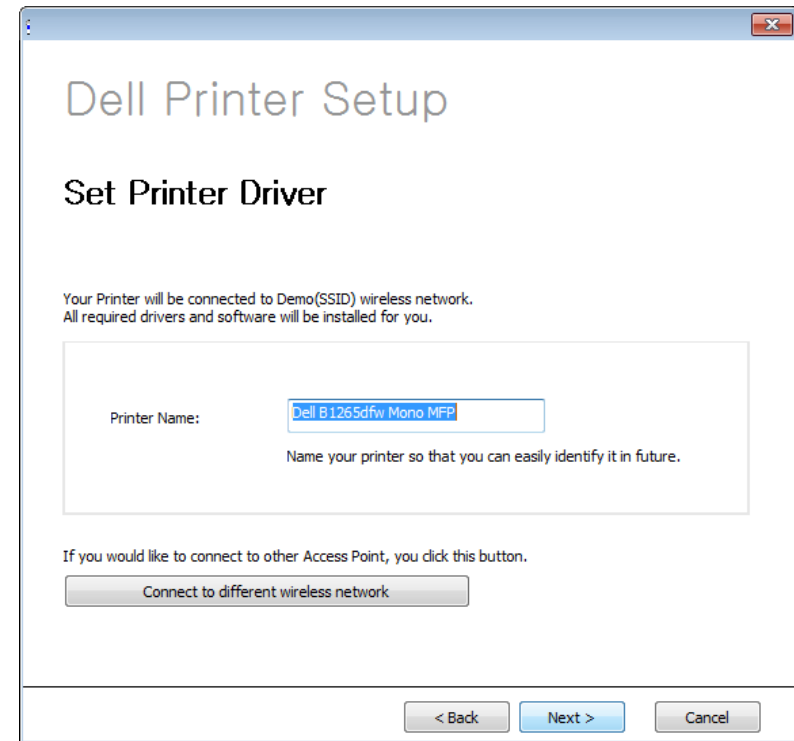 Dell Printer Setup
Set Printer Driver
Your Printer will be connected to Demo(SSID) wireless network.
All required drivers and software will be installed for you.
Printer Name: Dell B1265dfw Mono MFP
Name your printer so that you can easily identify it in future.
If you would like to connect to other Access Point, you click this button.
Connect to different wireless network
< Back Next > Cancel